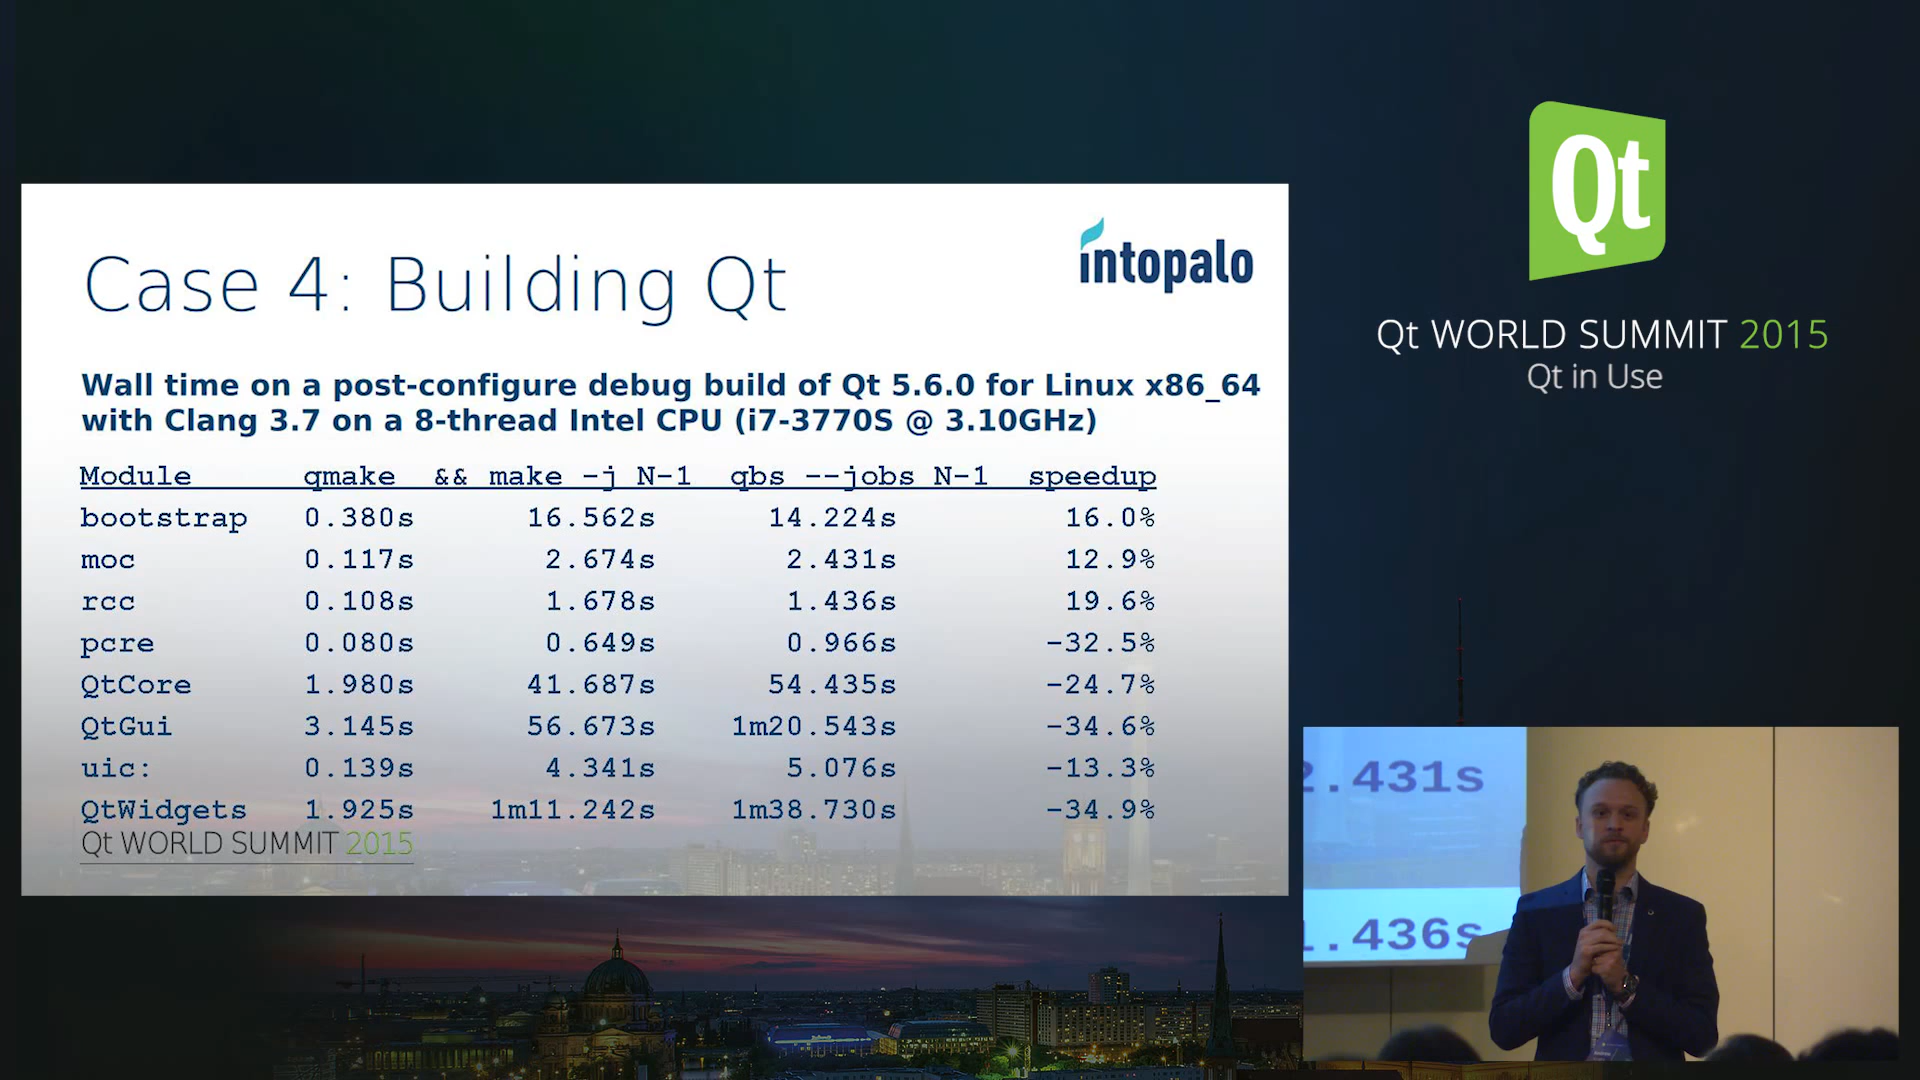 intopalo
Case 4: Building Qt
Wall time on a post-configure debug build of Qt 5.6.0 for Linux x86_64
with Clang 3.7 on a 8-thread Intel CPU (i7-3770S @ 3.10GHz)
Module qmake && make -j N-1 qbs --jobs N-1 speedup
bootstrap 0.380s 16.562s 14.224s 16.0%
moc 0.117s 2.674s 2.431s 12.9%
rcc 0.108s 1.678s 1.436s 19.6%
pcre 0.080s 0.649s 0.966s -32.5%
QtCore 1.980s 41.687s 54.435s -24.7%
QtGui 3.145s 56.673s 1m20.543s -34.6%
uic: 0.139s 4.341s 5.076s -13.3%
QtWidgets 1.925s 1m11.242s 1m38.730s -34.9%
Qt WORLD SUMMIT 2015
Qt
Qt WORLD SUMMIT 2015
Qt in Use
2.431s
1.436s